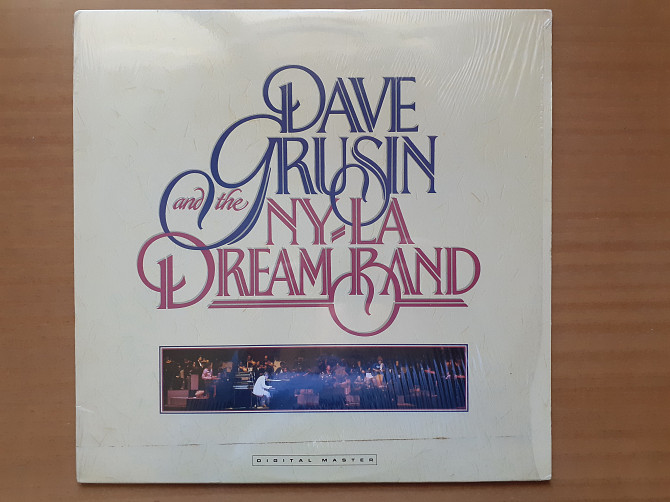 DAVE
GRUSIN
and the
NY-LA
DREAM BAND
DIGITAL MASTER